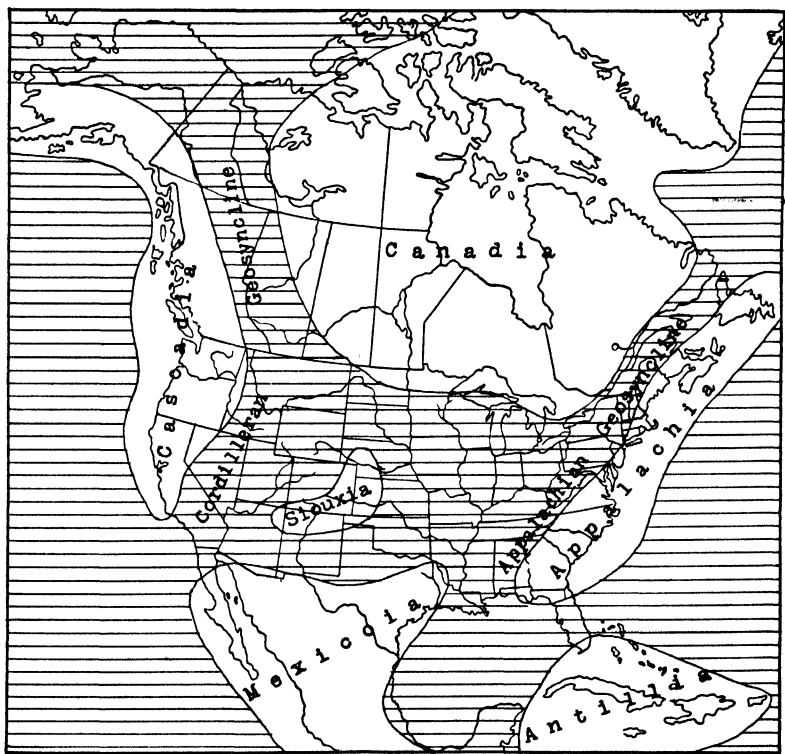 Canadia
Geosyncline
Cascadia
Cordilleran
Siouxia
Geosyncline
Appalachian
Appalachia
Mexicoia
Antillia